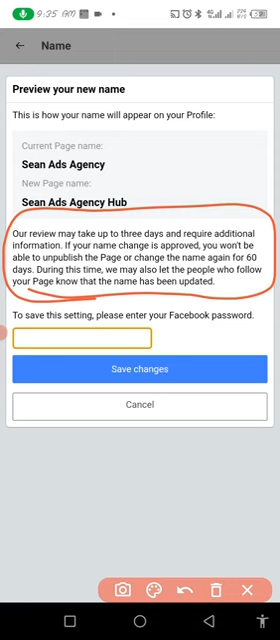 9:35 AM
Name
Preview your new name
This is how your name will appear on your Profile:
Current Page name:
Sean Ads Agency
New Page name:
Sean Ads Agency Hub
Our review may take up to three days and require additional
information. If your name change is approved, you won't be
able to unpublish the Page or change the name again for 60
days. During this time, we may also let the people who follow
your Page know that the name has been updated.
To save this setting, please enter your Facebook password.
Save changes
Cancel